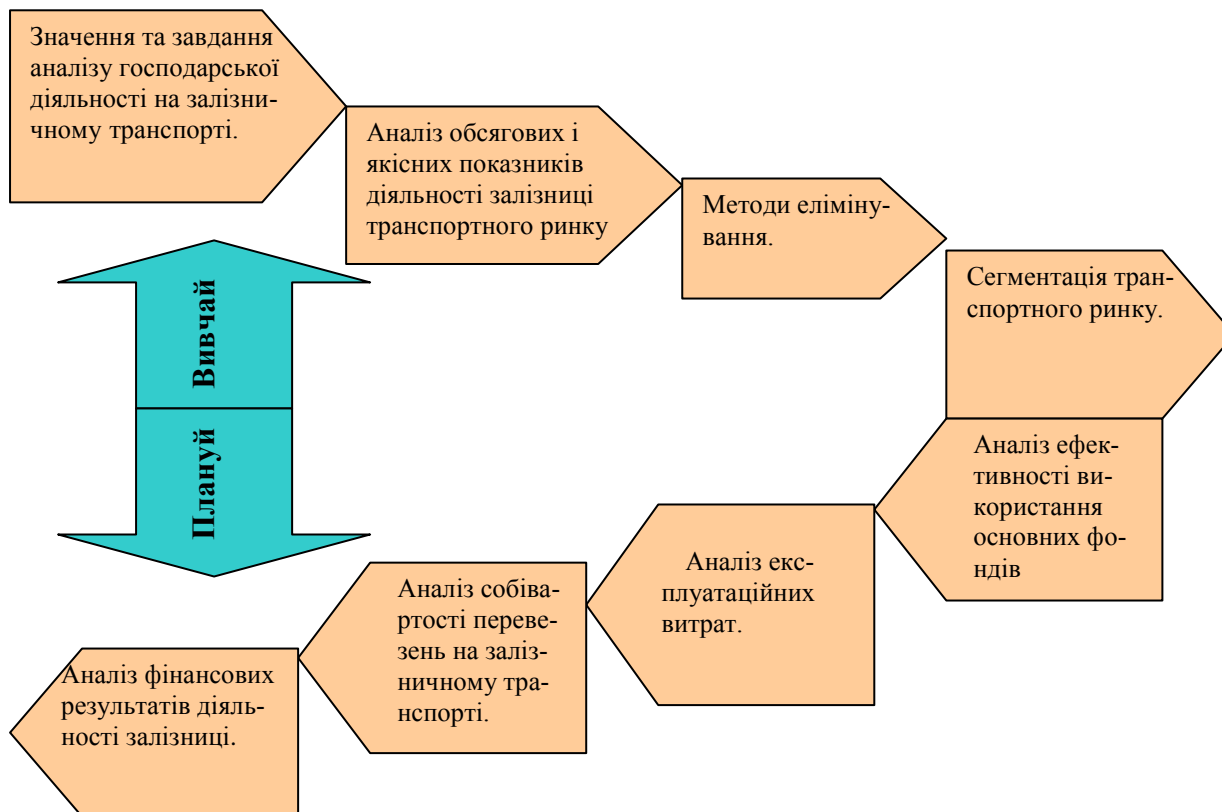 Значення та завдання
аналізу господарської
діяльності на залізни-
чному транспорті.
Аналіз обсягових і
якісних показників
діяльності залізниці
транспортного ринку
Методи еліміну-
вання.
Сегментація тран-
спортного ринку.
Вивчай
Плануй
Аналіз ефек-
тивності ви-
користання
основних фо-
ндів
Аналіз екс-
плуатаційних
витрат.
Аналіз собіва-
ртості переве-
зень на заліз-
ничному тра-
нспорті.
Аналіз фінансових
результатів діяль-
ності залізниці.